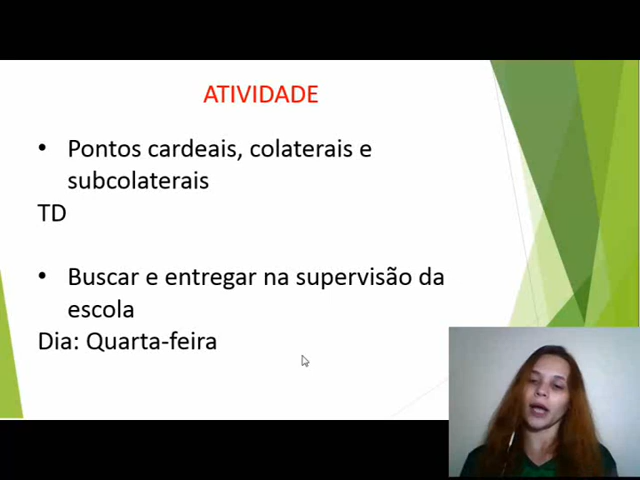 ATIVIDADE
• Pontos cardeais, colaterais e
subcolaterais
TD
• Buscar e entregar na supervisão da
escola
Dia: Quarta-feira